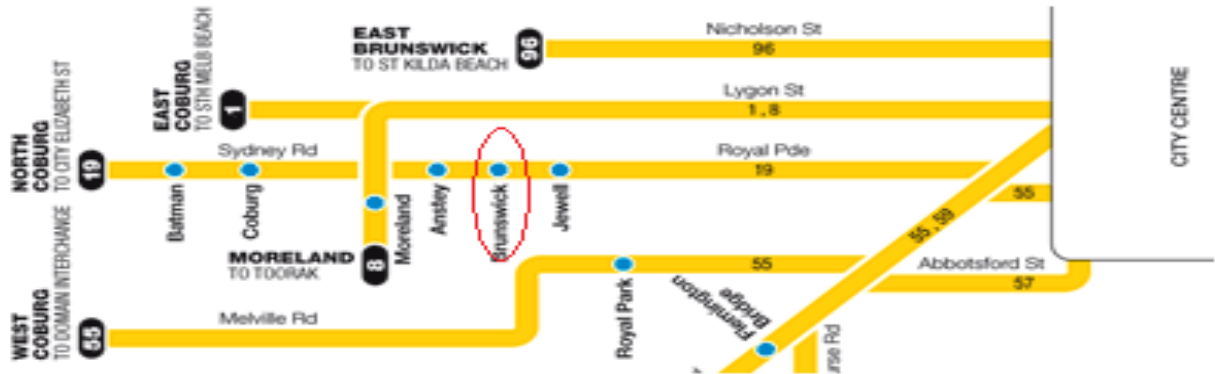 EAST
BRUNSWICK
TO ST KILDA BEACH
96
Nicholson St
96
EAST
COBURG
TO STH MELB BEACH
1
Lygon St
1, 8
NORTH
COBURG
TO CITY ELIZABETH ST
19
Sydney Rd
Royal Pde
19
Batman
Coburg
Moreland
Anstey
Brunswick
Jewell
MORELAND
TO TOORAK
8
55
55, 59
WEST
COBURG
TO DOMAIN INTERCHANGE
55
Melville Rd
Royal Park
55
Flemington
Bridge
Abbotsford St
57
CITY CENTRE